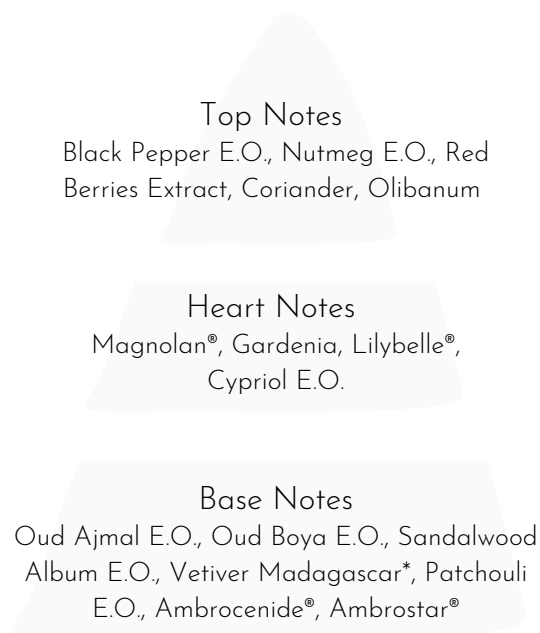 Top Notes
Black Pepper E.O., Nutmeg E.O., Red
Berries Extract, Coriander, Olibanum
Heart Notes
Magnolan®, Gardenia, Lilybelle®,
Cypriol E.O.
Base Notes
Oud Ajmal E.O., Oud Boya E.O., Sandalwood
Album E.O., Vetiver Madagascar*, Patchouli
E.O., Ambrocenide®, Ambrostar®